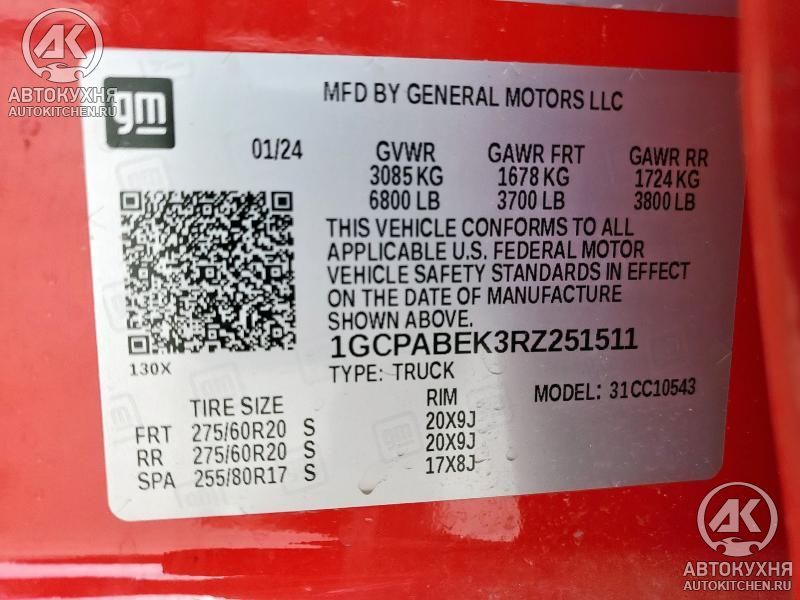 АК
АВТОКУХНЯ
AUTOKITCHEN.RU
gm
MFD BY GENERAL MOTORS LLC
01/24
GVWR GAWR FRT GAWR RR
3085 KG 1678 KG 1724 KG
6800 LB 3700 LB 3800 LB
THIS VEHICLE CONFORMS TO ALL
APPLICABLE U.S. FEDERAL MOTOR
VEHICLE SAFETY STANDARDS IN EFFECT
ON THE DATE OF MANUFACTURE
SHOWN ABOVE.
130X
1GCPABEK3RZ251511
TYPE: TRUCK
MODEL: 31CC10543
TIRE SIZE RIM
FRT 275/60R20 S 20X9J
RR 275/60R20 S 20X9J
SPA 255/80R17 S 17X8J
АК
АВТОКУХНЯ
AUTOKITCHEN.RU